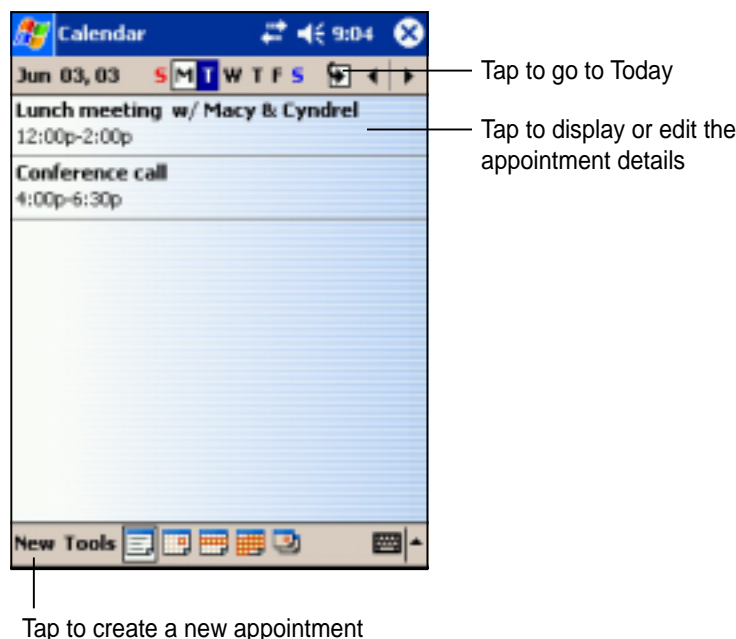 Calendar 9:04
Jun 03, 03 S M T W T F S
Tap to go to Today
Lunch meeting w/ Macy & Cyndrel
12:00p-2:00p
Tap to display or edit the
appointment details
Conference call
4:00p-6:30p
New Tools
Tap to create a new appointment